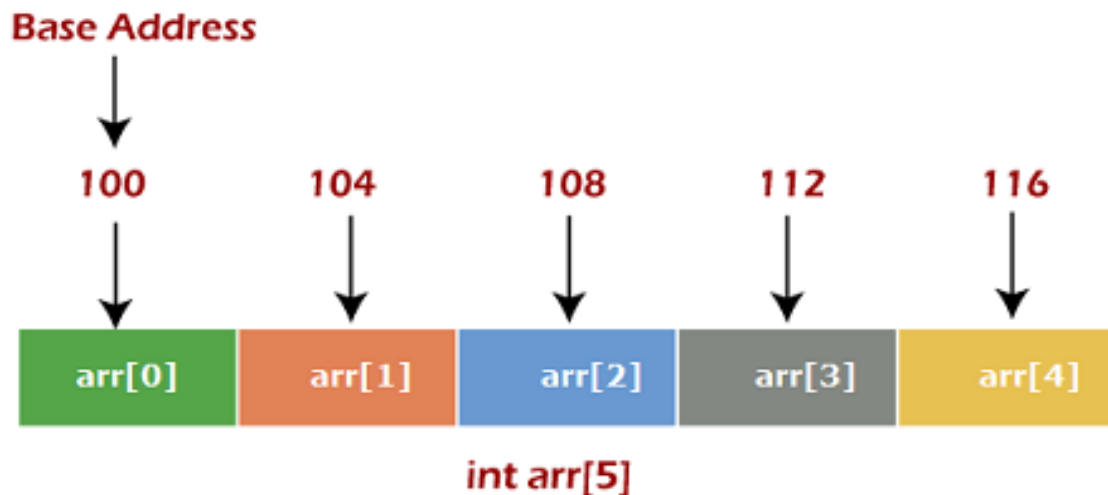 Base Address
100 104 108 112 116
arr[0] arr[1] arr[2] arr[3] arr[4]
int arr[5]